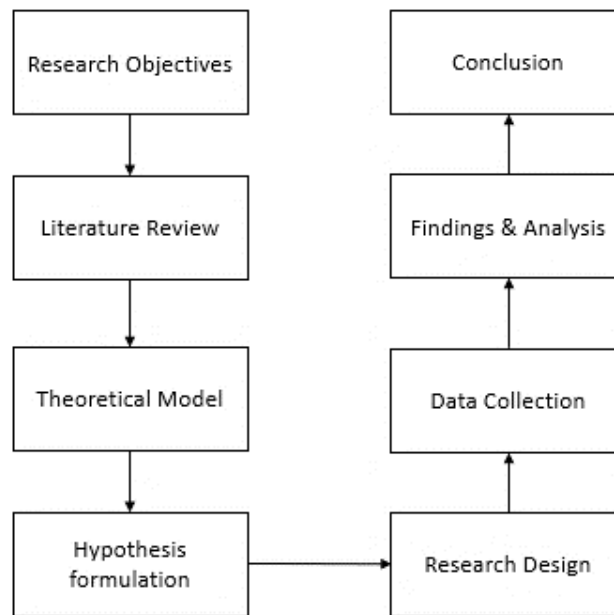 Research Objectives
Literature Review
Theoretical Model
Hypothesis
formulation
Research Design
Data Collection
Findings & Analysis
Conclusion